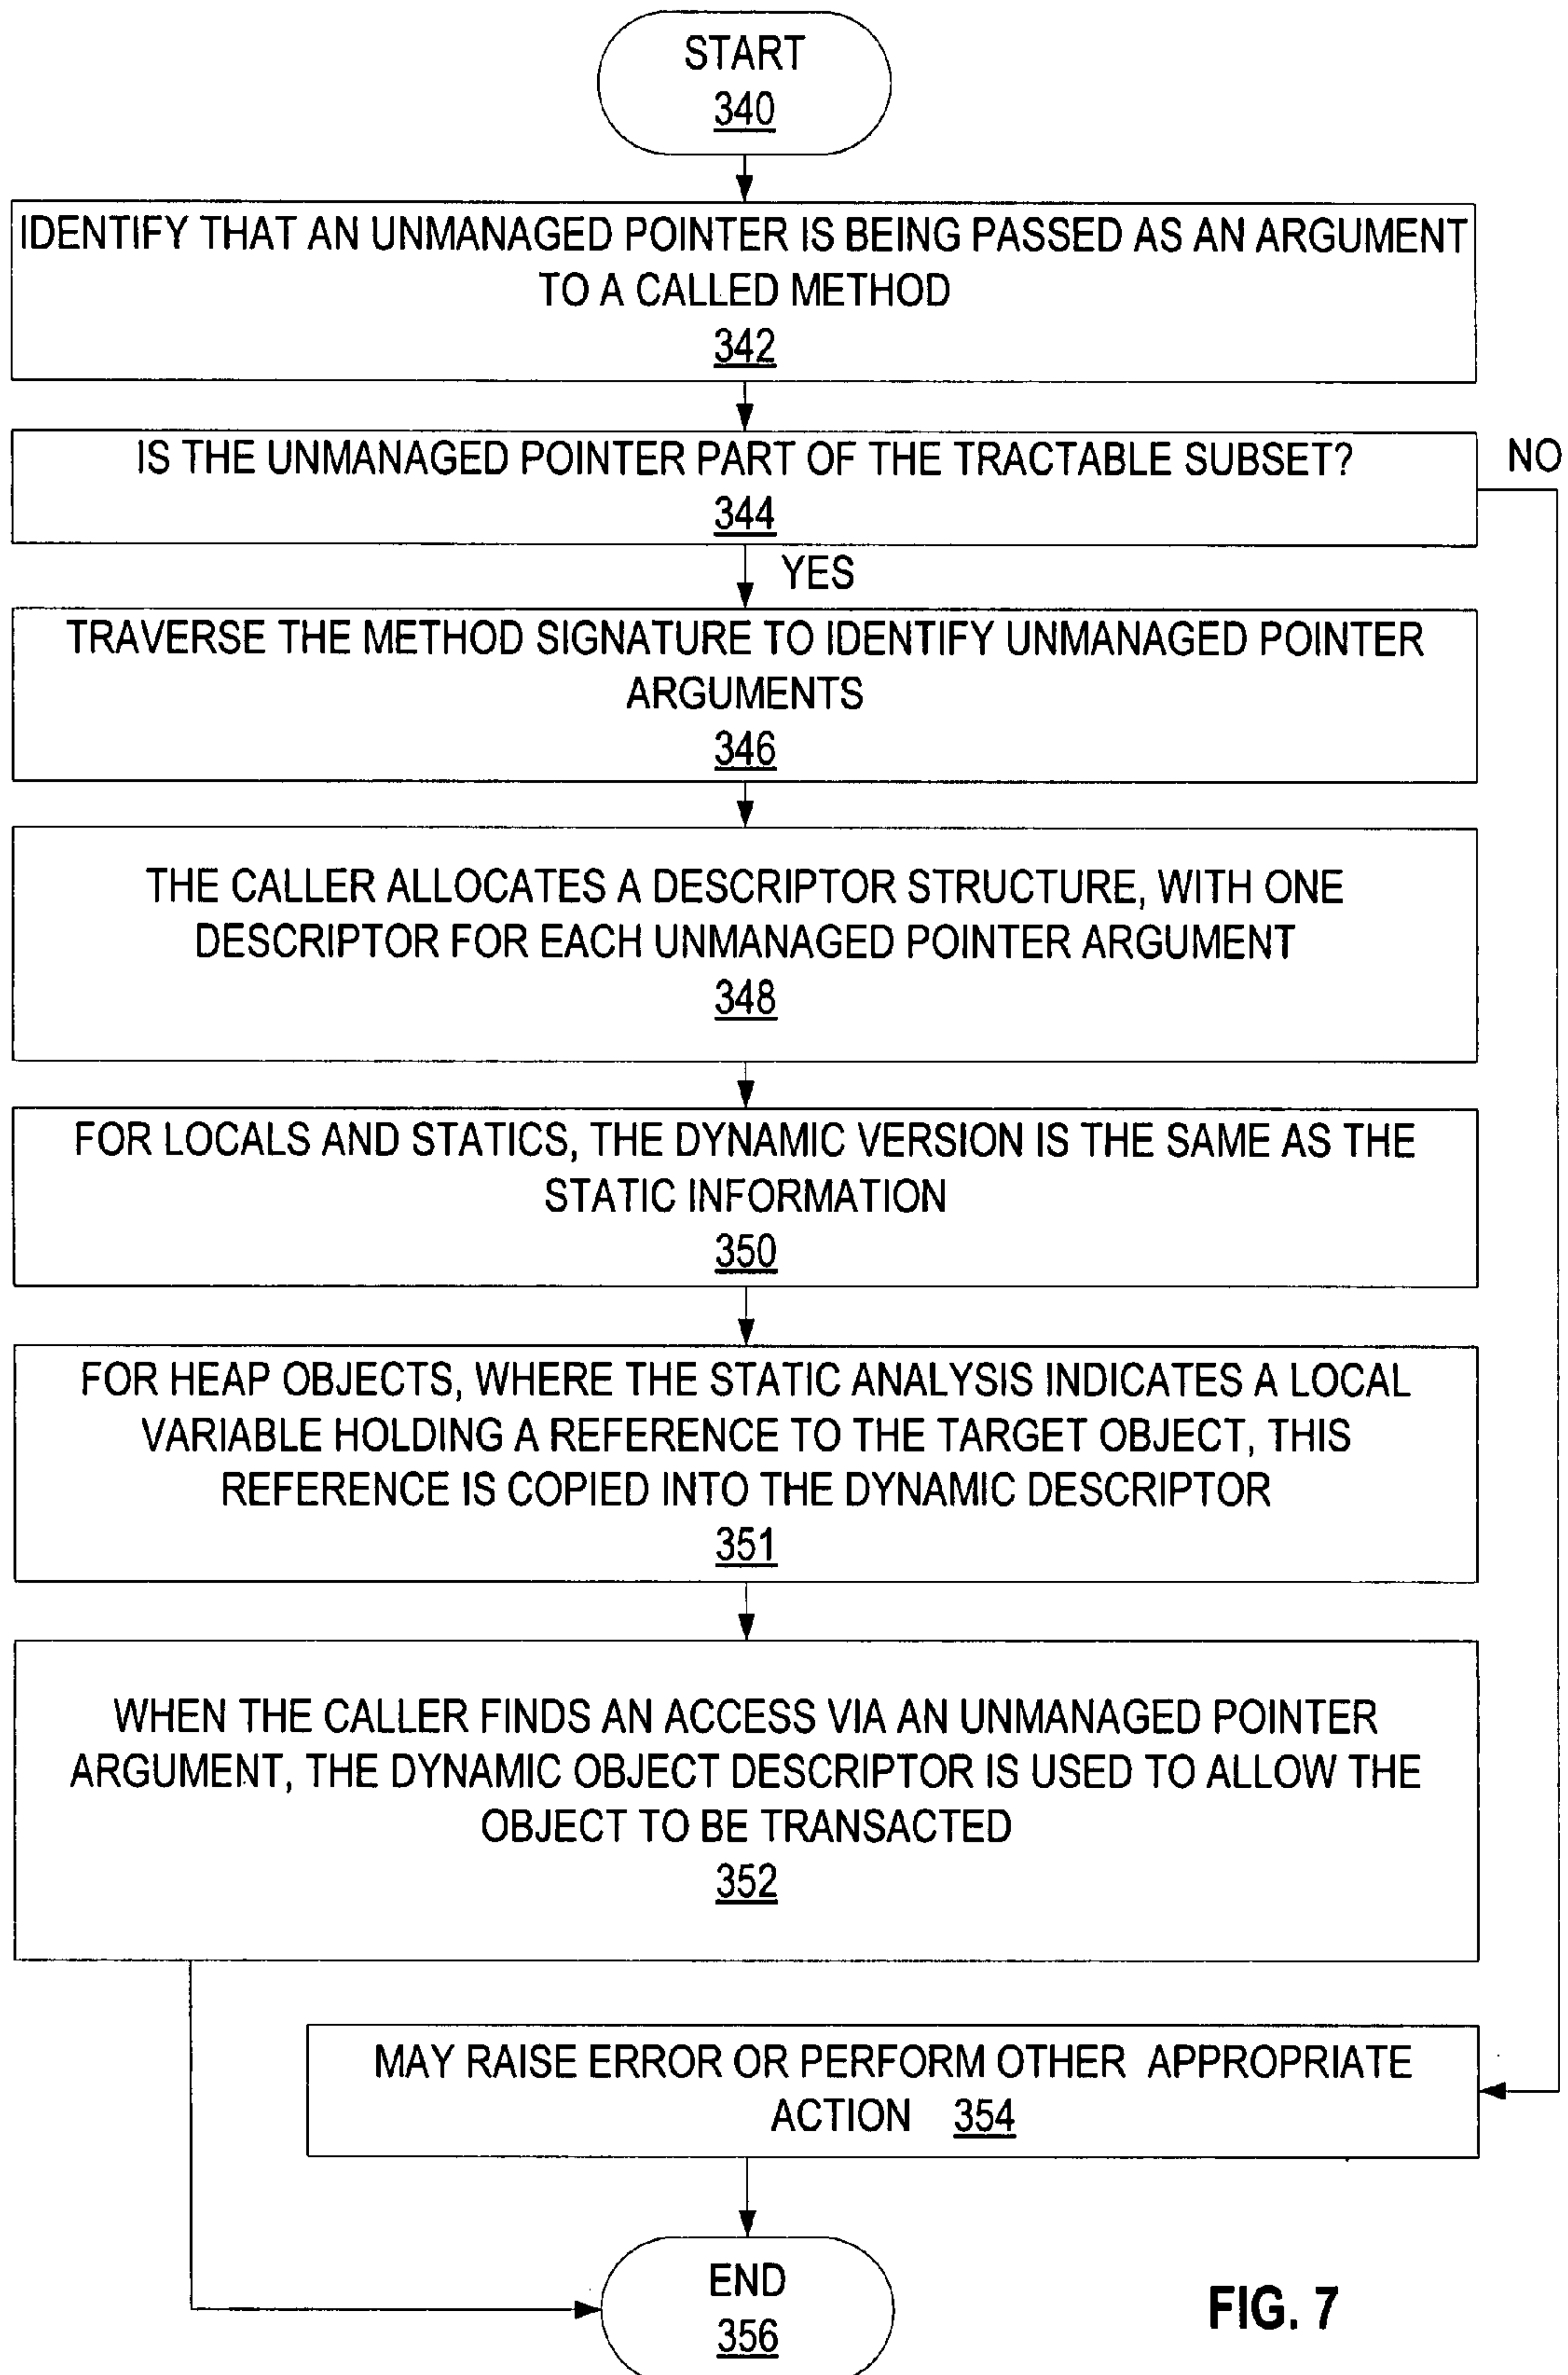 START
340
IDENTIFY THAT AN UNMANAGED POINTER IS BEING PASSED AS AN ARGUMENT
TO A CALLED METHOD
342
IS THE UNMANAGED POINTER PART OF THE TRACTABLE SUBSET?
344
NO
YES
TRAVERSE THE METHOD SIGNATURE TO IDENTIFY UNMANAGED POINTER
ARGUMENTS
346
THE CALLER ALLOCATES A DESCRIPTOR STRUCTURE, WITH ONE
DESCRIPTOR FOR EACH UNMANAGED POINTER ARGUMENT
348
FOR LOCALS AND STATICS, THE DYNAMIC VERSION IS THE SAME AS THE
STATIC INFORMATION
350
FOR HEAP OBJECTS, WHERE THE STATIC ANALYSIS INDICATES A LOCAL
VARIABLE HOLDING A REFERENCE TO THE TARGET OBJECT, THIS
REFERENCE IS COPIED INTO THE DYNAMIC DESCRIPTOR
351
WHEN THE CALLER FINDS AN ACCESS VIA AN UNMANAGED POINTER
ARGUMENT, THE DYNAMIC OBJECT DESCRIPTOR IS USED TO ALLOW THE
OBJECT TO BE TRANSACTED
352
MAY RAISE ERROR OR PERFORM OTHER APPROPRIATE
ACTION 354
END
356
FIG. 7